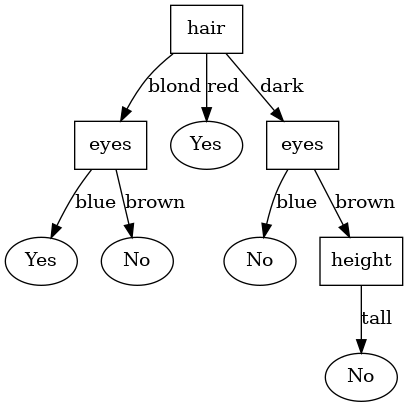 hair
blond red dark
eyes Yes eyes
blue brown blue brown
Yes No No height
tall
No